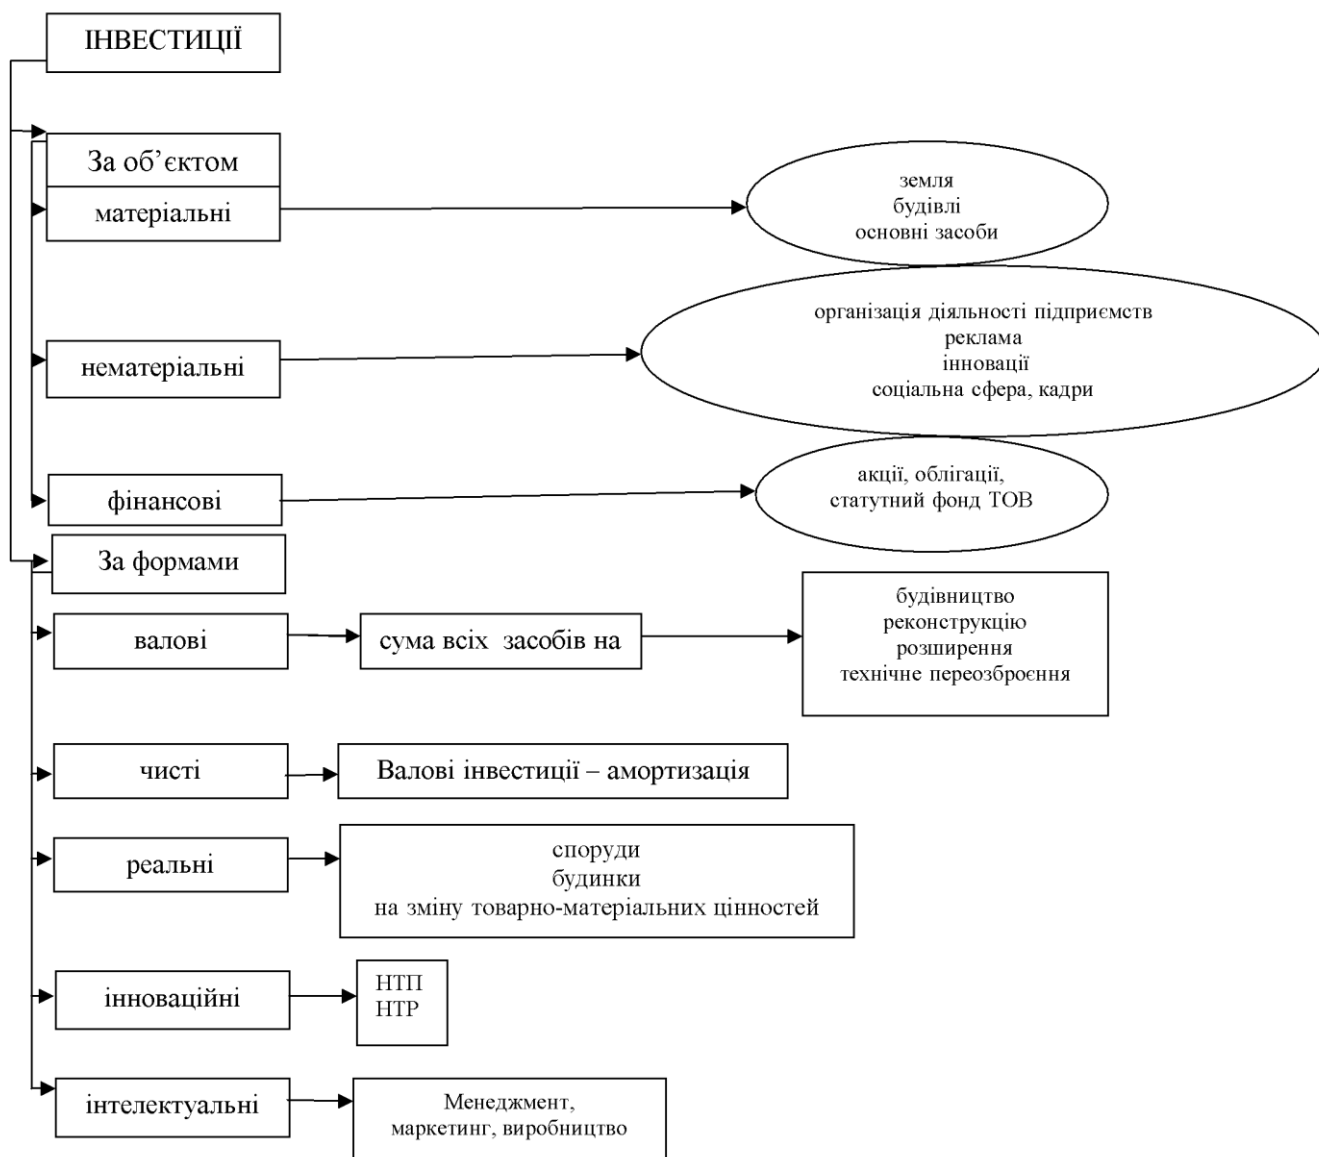 ІНВЕСТИЦІЇ
За об’єктом
матеріальні
земля
будівлі
основні засоби
нематеріальні
організація діяльності підприємств
реклама
інновації
соціальна сфера, кадри
фінансові
акції, облігації,
статутний фонд ТОВ
За формами
валові
сума всіх засобів на
будівництво
реконструкцію
розширення
технічне переозброєння
чисті
Валові інвестиції – амортизація
реальні
споруди
будинки
на зміну товарно-матеріальних цінностей
інноваційні
НТП
НТР
інтелектуальні
Менеджмент,
маркетинг, виробництво